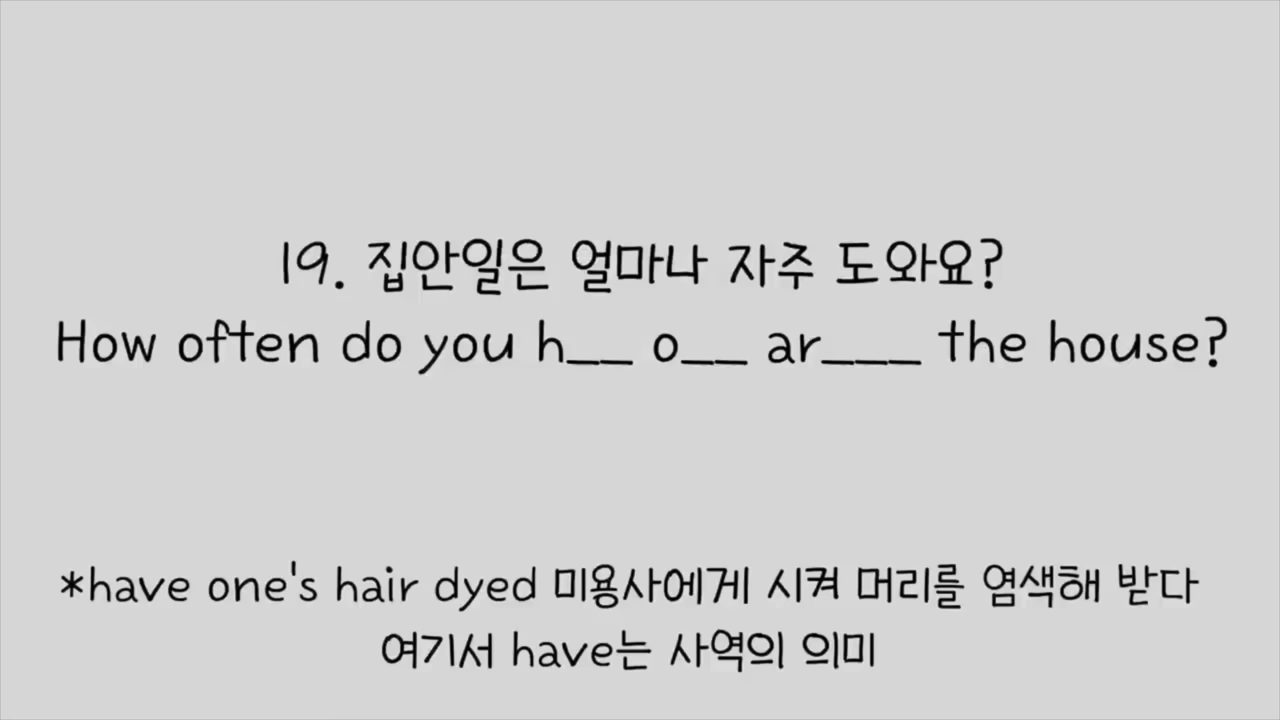 19. 집안일은 얼마나 자주 도와요?
How often do you h__ o__ ar___ the house?
*have one's hair dyed 미용사에게 시켜 머리를 염색해 받다
여기서 have는 사역의 의미